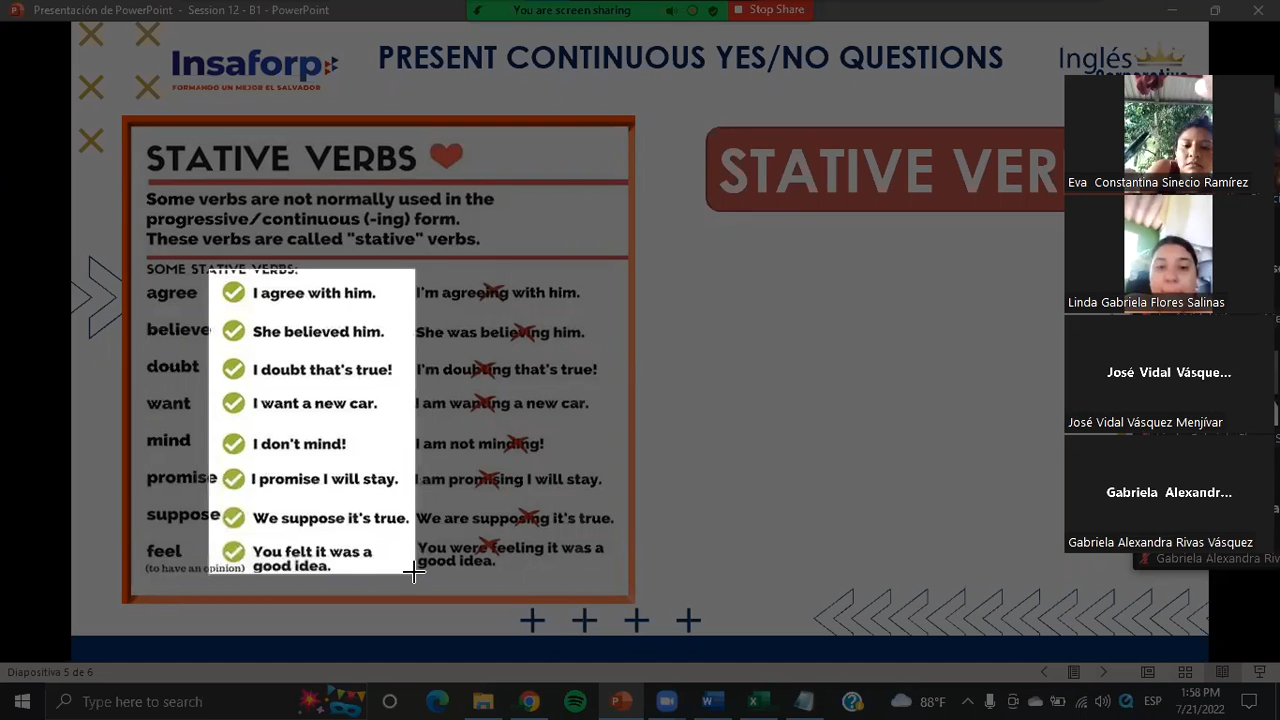 Presentación de PowerPoint - Session 12 - B1 - PowerPoint
You are screen sharing
Stop Share
Insaforp
FORMANDO UN MEJOR EL SALVADOR
PRESENT CONTINUOUS YES/NO QUESTIONS
Inglés
STATIVE VERBS
Some verbs are not normally used in the
progressive/continuous (-ing) form.
These verbs are called "stative" verbs.
SOME STATIVE VERBS:
agree I agree with him. I'm agreeing with him.
believe She believed him. She was believing him.
doubt I doubt that's true! I'm doubting that's true!
want I want a new car. I am wanting a new car.
mind I don't mind! I am not minding!
promise I promise I will stay. I am promising I will stay.
suppose We suppose it's true. We are supposing it's true.
feel You felt it was a You were feeling it was a
(to have an opinion) good idea. good idea.
STATIVE VER
Eva Constantina Sinecio Ramírez
Linda Gabriela Flores Salinas
José Vidal Vásque...
José Vidal Vásquez Menjívar
Gabriela Alexandr...
Gabriela Alexandra Rivas Vásquez
Gabriela Alexandra Riv
Diapositiva 5 de 6
Type here to search
88°F
ESP
1:58 PM
7/21/2022